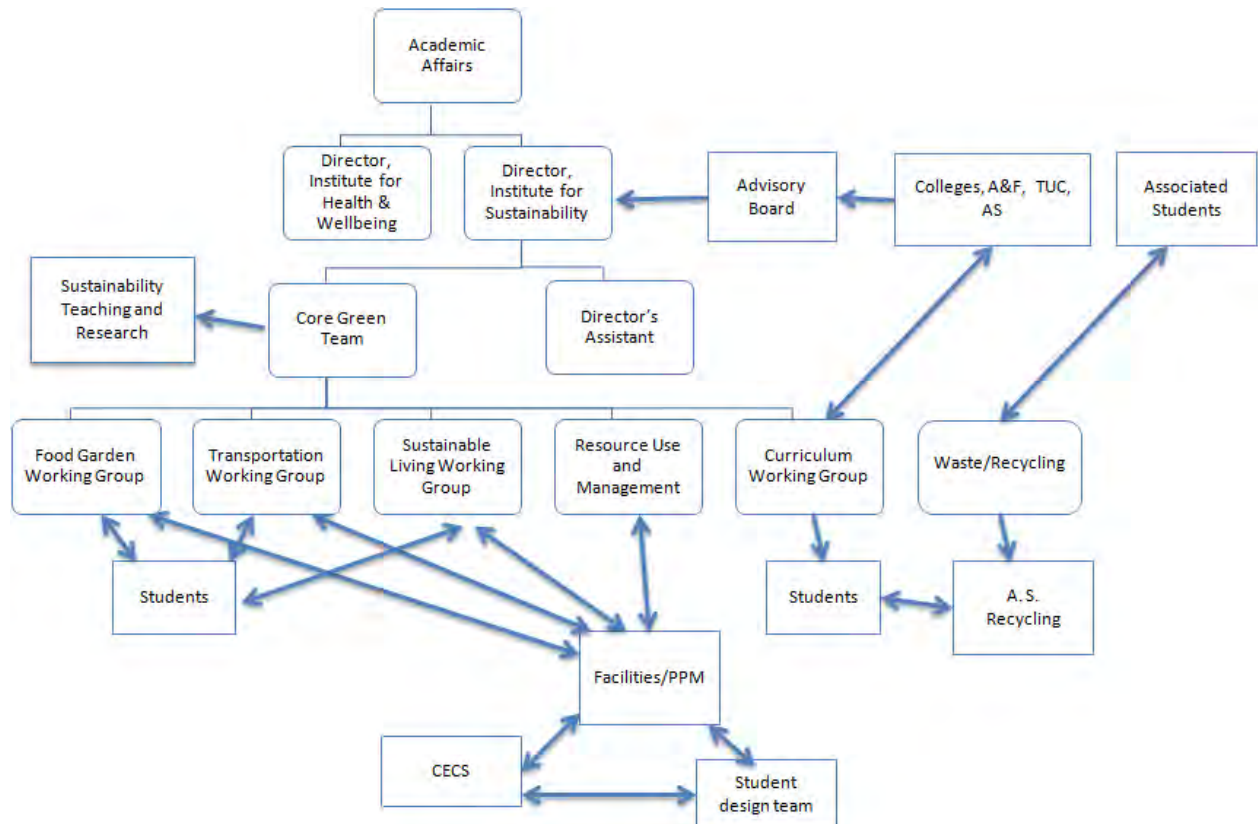 Academic
Affairs
Director,
Institute for
Health &
Wellbeing
Director,
Institute for
Sustainability
Advisory
Board
Colleges, A&F, TUC,
AS
Associated
Students
Sustainability
Teaching and
Research
Core Green
Team
Director's
Assistant
Food Garden
Working Group
Transportation
Working Group
Sustainable
Living Working
Group
Resource Use
and
Management
Curriculum
Working Group
Waste/Recycling
Students
Students
A. S.
Recycling
Facilities/PPM
CECS
Student
design team